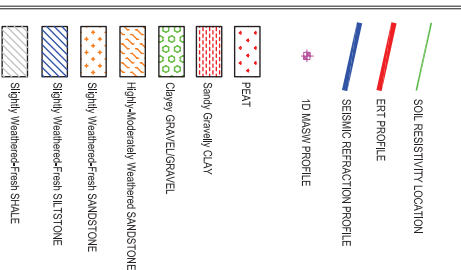 SOIL RESISTIVITY LOCATION
ERT PROFILE
SEISMIC REFRACTION PROFILE
1D MASW PROFILE
PEAT
Sandy Gravelly CLAY
Clayey GRAVEL/GRAVEL
Highly-Moderately Weathered SANDSTONE
Slightly Weathered-Fresh SANDSTONE
Slightly Weathered-Fresh SILTSTONE
Slightly Weathered-Fresh SHALE